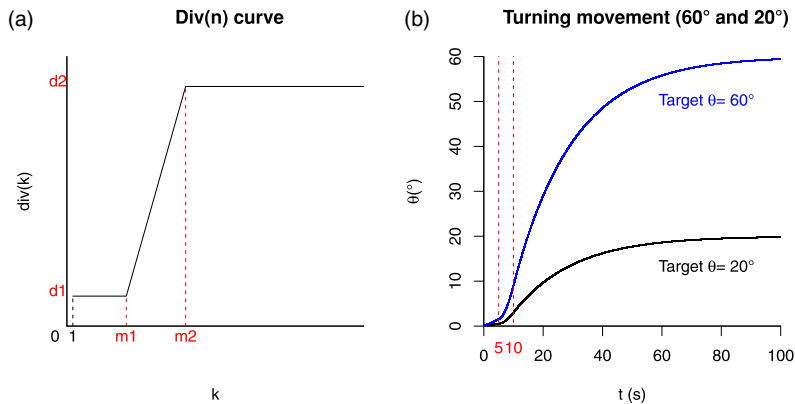 (a)
Div(n) curve
d2
div(k)
d1
0 1 m1 m2
k
(b)
Turning movement (60° and 20°)
60
50
40
30
20
10
0
θ(°)
Target θ= 60°
Target θ= 20°
0 5 10 20 40 60 80 100
t (s)